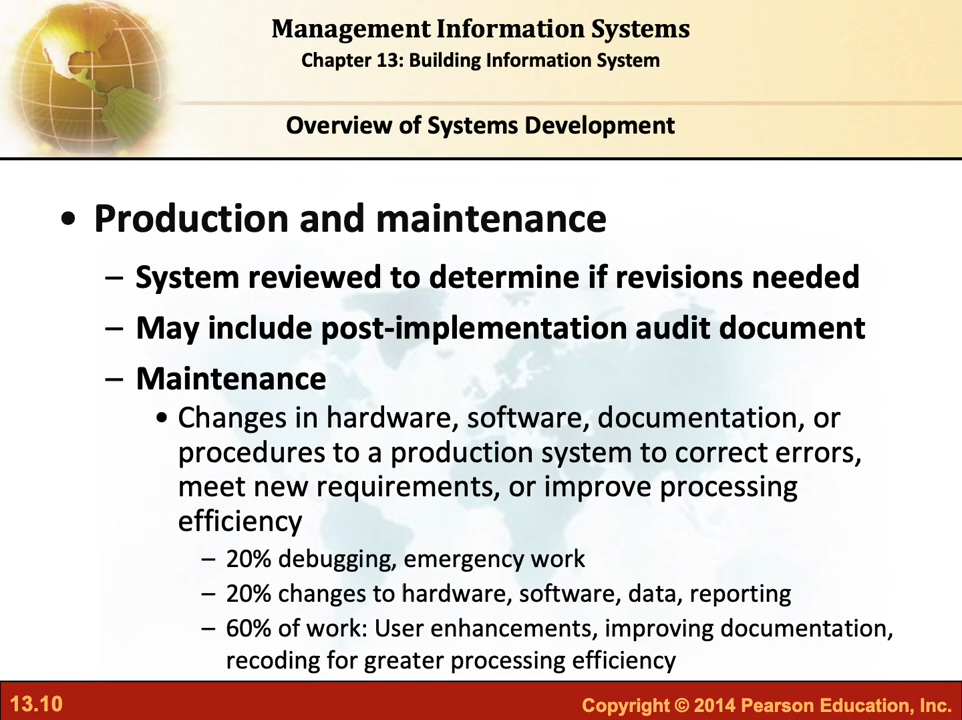 Management Information Systems
Chapter 13: Building Information System
Overview of Systems Development
• Production and maintenance
– System reviewed to determine if revisions needed
– May include post-implementation audit document
– Maintenance
• Changes in hardware, software, documentation, or
procedures to a production system to correct errors,
meet new requirements, or improve processing
efficiency
– 20% debugging, emergency work
– 20% changes to hardware, software, data, reporting
– 60% of work: User enhancements, improving documentation,
recoding for greater processing efficiency
13.10
Copyright © 2014 Pearson Education, Inc.